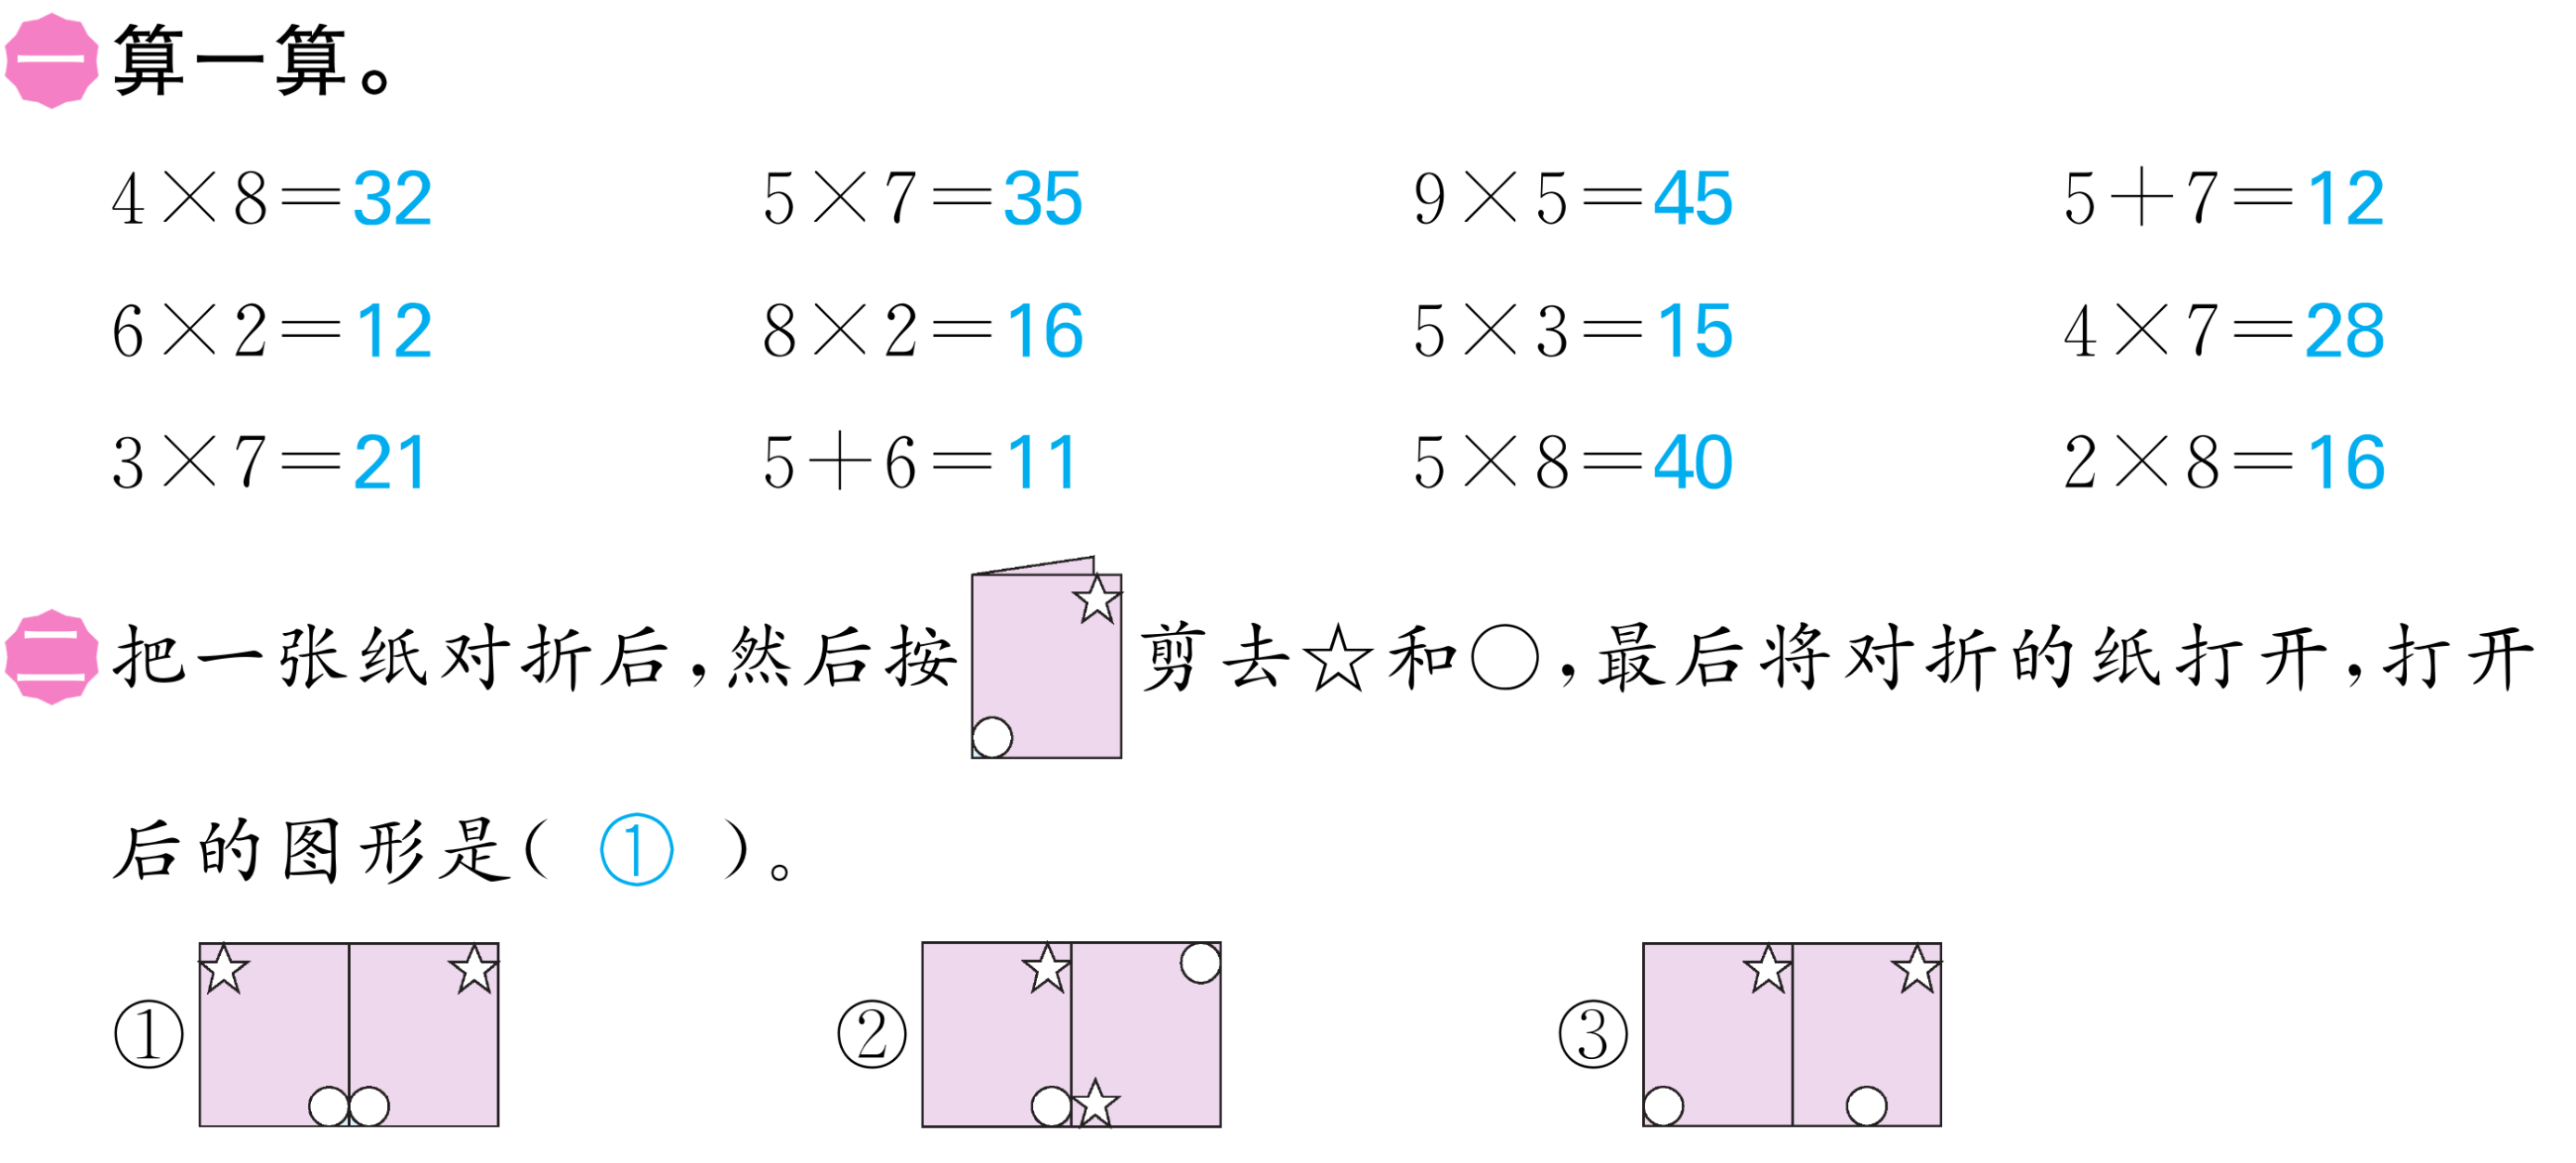 一 算一算。
4×8=32 5×7=35 9×5=45 5+7=12
6×2=12 8×2=16 5×3=15 4×7=28
3×7=21 5+6=11 5×8=40 2×8=16
二 把一张纸对折后,然后按 剪去☆和○,最后将对折的纸打开,打开
后的图形是( ① )。
① ② ③